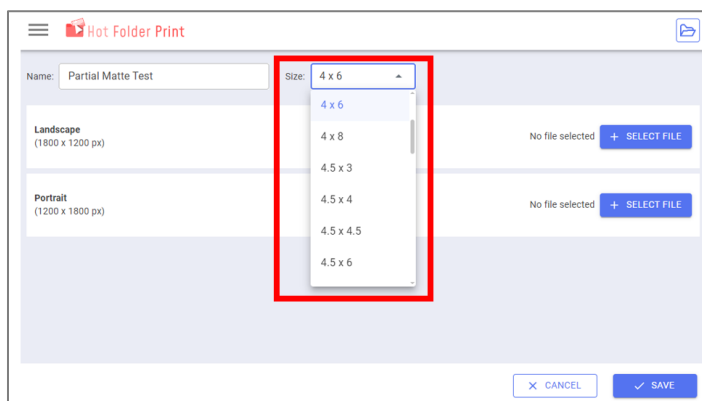 Hot Folder Print
Name: Partial Matte Test Size: 4 x 6
4 x 6
4 x 8
4.5 x 3
4.5 x 4
4.5 x 4.5
4.5 x 6
Landscape
(1800 x 1200 px)
No file selected + SELECT FILE
Portrait
(1200 x 1800 px)
No file selected + SELECT FILE
CANCEL SAVE